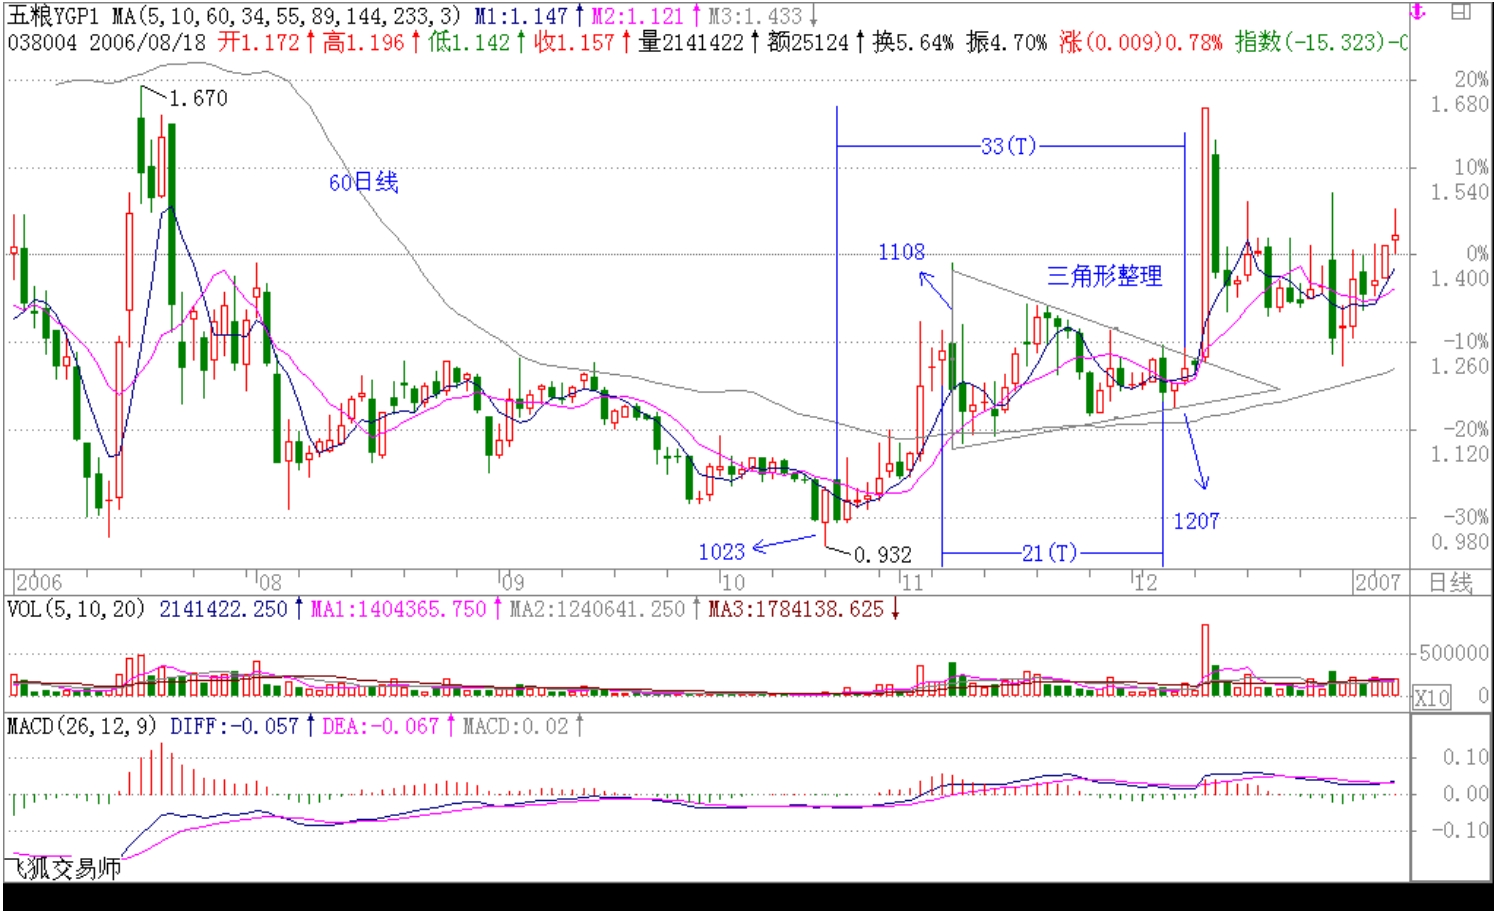 五粮YGP1 MA(5,10,60,34,55,89,144,233,3) M1:1.147↑M2:1.121↑M3:1.433↓
038004 2006/08/18 开1.172↑高1.196↑低1.142↑收1.157↑量2141422↑额25124↑换5.64% 振4.70% 涨(0.009)0.78% 指数(-15.323)-0
20%
1.670
1.680
33(T)
10%
60日线
1.540
1108
0%
三角形整理
1.400
-10%
1.260
-20%
1.120
-30%
1207
0.980
1023
0.932
21(T)
2006 08 09 10 11 12 2007 日线
VOL(5,10,20) 2141422.250↑MA1:1404365.750↑MA2:1240641.250↑MA3:1784138.625↓
500000
X10 0
MACD(26,12,9) DIFF:-0.057↑DEA:-0.067↑MACD:0.02↑
0.10
0.00
-0.10
飞狐交易师